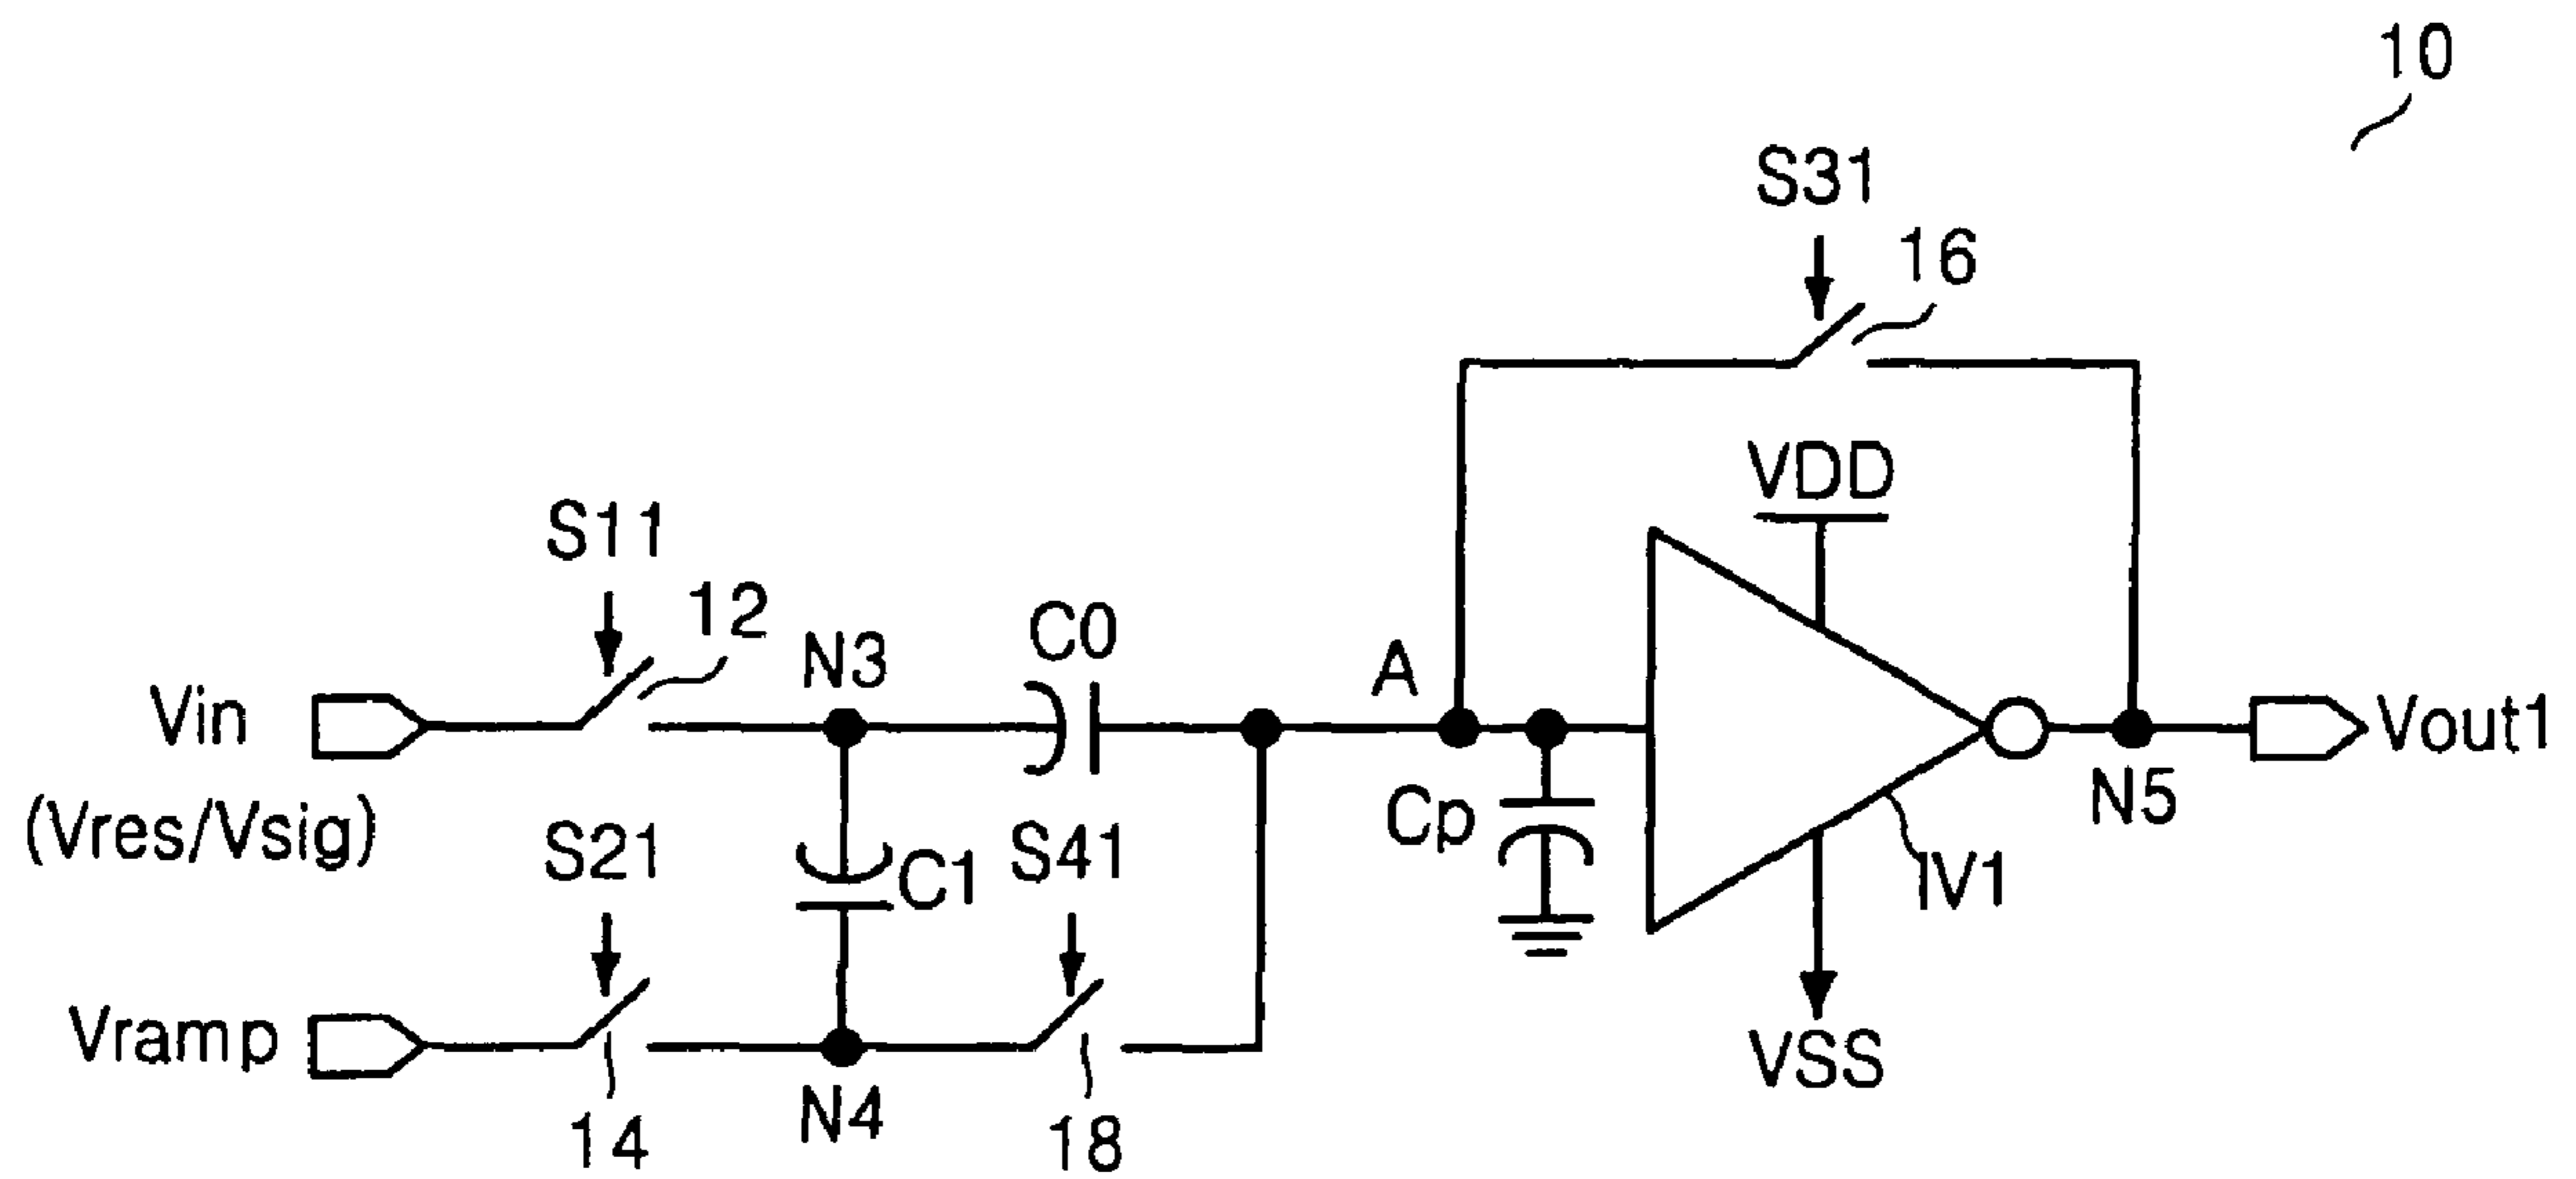 10
S31
16
VDD
S11
12
N3
C0
A
Vin
(Vres/Vsig)
Vout1
N5
Cp
S21
C1
S41
IV1
Vramp
VSS
N4
14
18